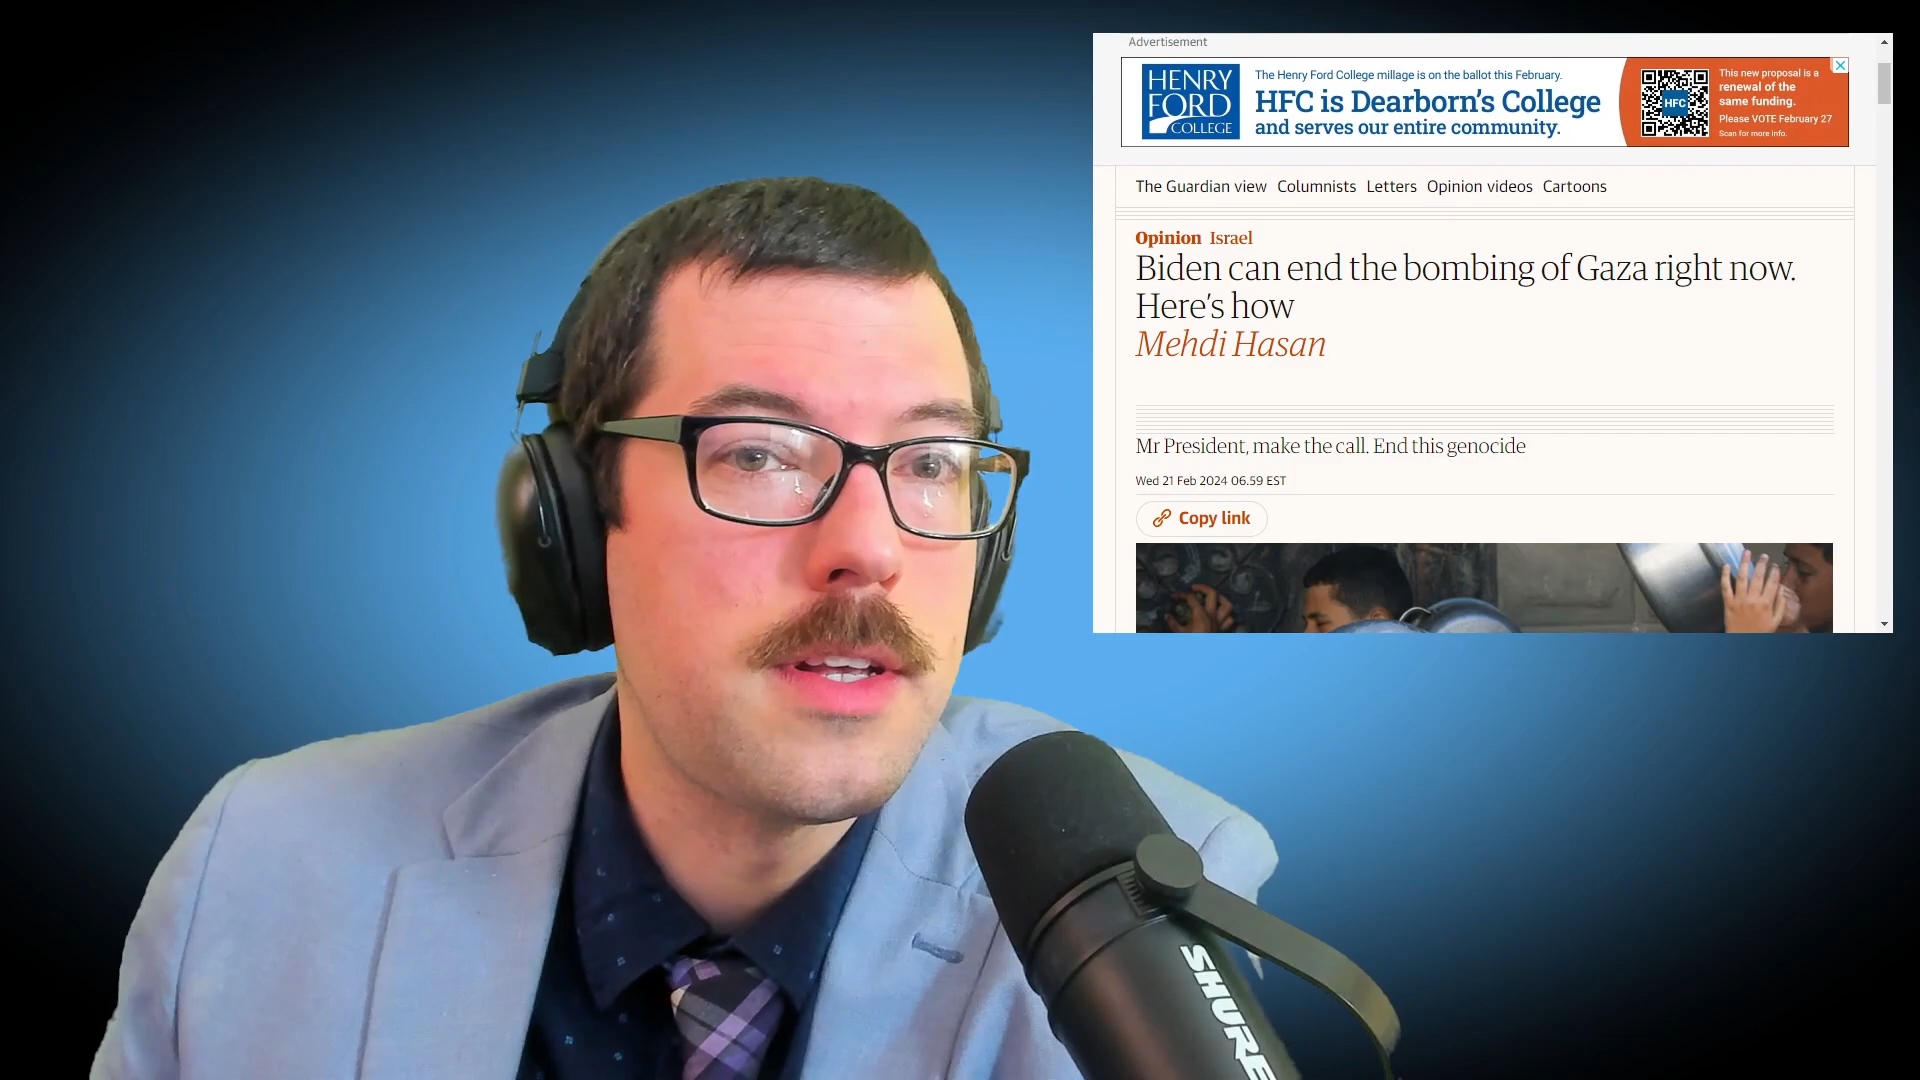 Advertisement
HENRY
FORD
COLLEGE
The Henry Ford College millage is on the ballot this February.
HFC is Dearborn's College
and serves our entire community.
HFC
This new proposal is a
renewal of the
same funding.
Please VOTE February 27
Scan for more info.
The Guardian view Columnists Letters Opinion videos Cartoons
Opinion Israel
Biden can end the bombing of Gaza right now.
Here's how
Mehdi Hasan
Mr President, make the call. End this genocide
Wed 21 Feb 2024 06.59 EST
Copy link
SHURE